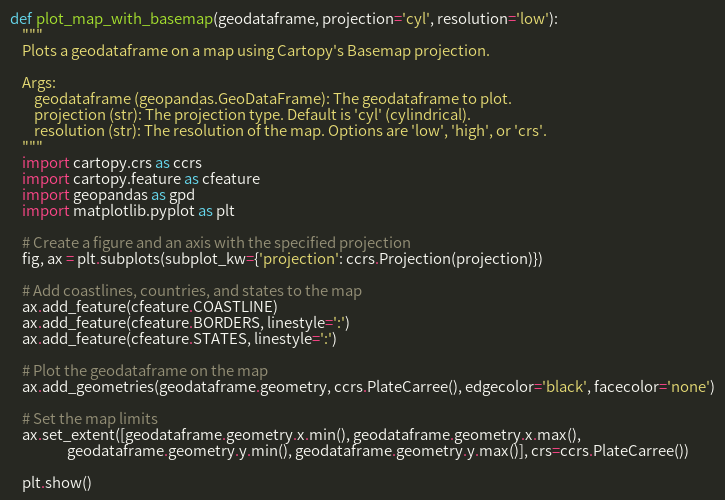 def plot_map_with_basemap(geodataframe, projection='cyl', resolution='low'):
"""
Plots a geodataframe on a map using Cartopy's Basemap projection.
Args:
geodataframe (geopandas.GeoDataFrame): The geodataframe to plot.
projection (str): The projection type. Default is 'cyl' (cylindrical).
resolution (str): The resolution of the map. Options are 'low', 'high', or 'crs'.
"""
import cartopy.crs as ccrs
import cartopy.feature as cfeature
import geopandas as gpd
import matplotlib.pyplot as plt
# Create a figure and an axis with the specified projection
fig, ax = plt.subplots(subplot_kw={'projection': ccrs.Projection(projection)})
# Add coastlines, countries, and states to the map
ax.add_feature(cfeature.COASTLINE)
ax.add_feature(cfeature.BORDERS, linestyle=':')
ax.add_feature(cfeature.STATES, linestyle=':')
# Plot the geodataframe on the map
ax.add_geometries(geodataframe.geometry, ccrs.PlateCarree(), edgecolor='black', facecolor='none')
# Set the map limits
ax.set_extent([geodataframe.geometry.x.min(), geodataframe.geometry.x.max(),
geodataframe.geometry.y.min(), geodataframe.geometry.y.max()], crs=ccrs.PlateCarree())
plt.show()